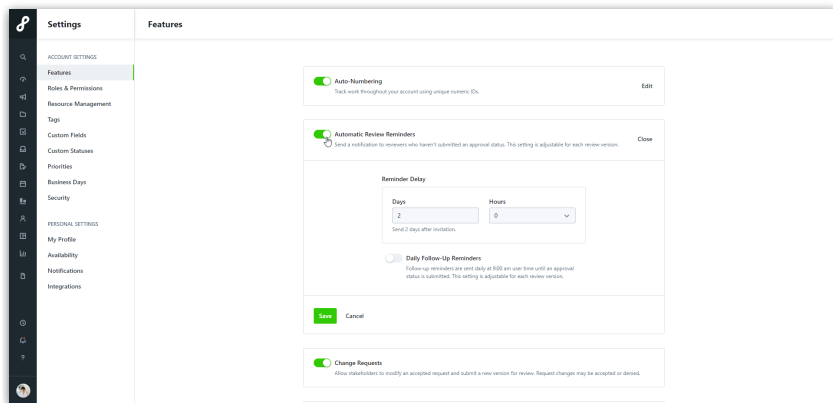 Settings
Features
ACCOUNT SETTINGS
Features
Roles & Permissions
Resource Management
Tags
Custom Fields
Custom Statuses
Priorities
Business Days
Security
PERSONAL SETTINGS
My Profile
Availability
Notifications
Integrations
Auto-Numbering
Track work throughout your account using unique numeric IDs.
Edit
Automatic Review Reminders
Send a notification to reviewers who haven't submitted an approval status. This setting is adjustable for each review version.
Close
Reminder Delay
Days
Hours
2
0
Send 2 days after invitation.
Daily Follow-Up Reminders
Follow-up reminders are sent daily at 9:00 am user time until an approval
status is submitted. This setting is adjustable for each review version.
Save
Cancel
Change Requests
Allow stakeholders to modify an accepted request and submit a new version for review. Request changes may be accepted or denied.